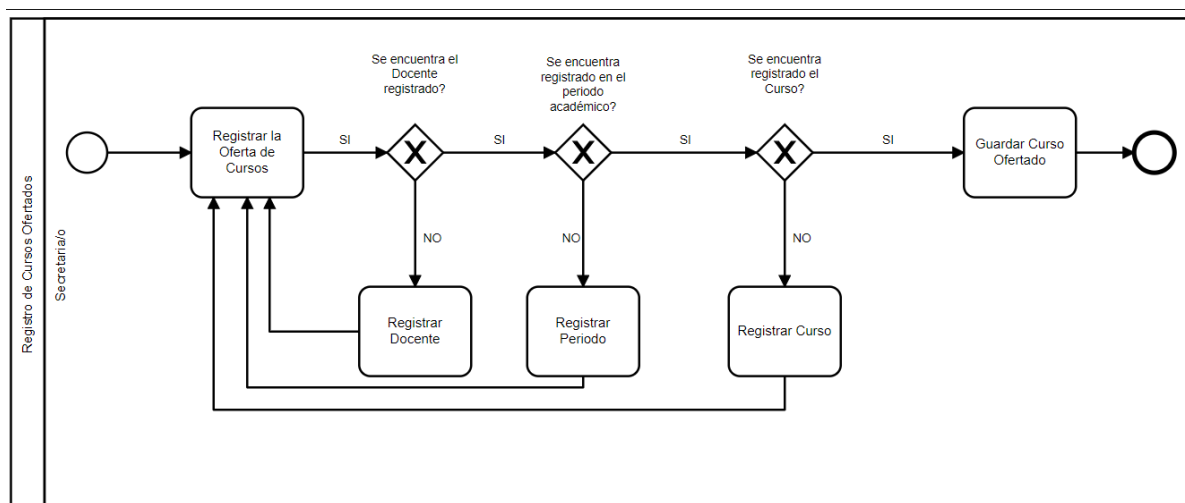 Registro de Cursos Ofertados
Secretaria/o
Registrar la
Oferta de
Cursos
SI
Se encuentra el
Docente
registrado?
SI
Se encuentra
registrado en el
periodo
académico?
SI
Se encuentra
registrado el
Curso?
SI
Guardar Curso
Ofertado
NO
NO
NO
Registrar
Docente
Registrar
Periodo
Registrar Curso